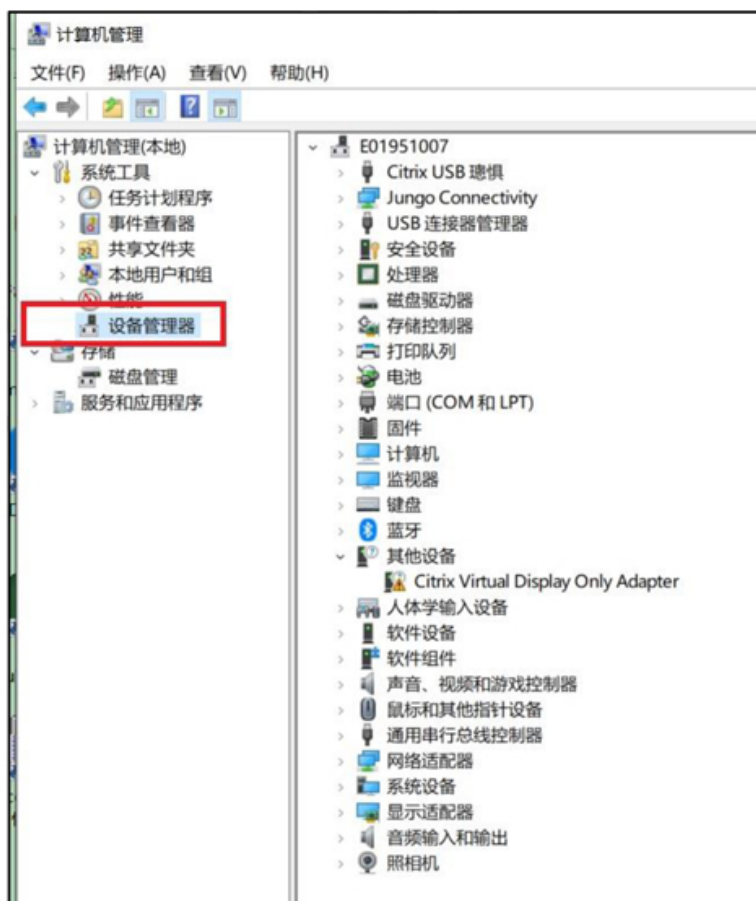 计算机管理
文件(F) 操作(A) 查看(V) 帮助(H)
计算机管理(本地)
系统工具
任务计划程序
事件查看器
共享文件夹
本地用户和组
性能
设备管理器
存储
磁盘管理
服务和应用程序
E01951007
Citrix USB 璁惧
Jungo Connectivity
USB 连接器管理器
安全设备
处理器
磁盘驱动器
存储控制器
打印队列
电池
端口 (COM 和 LPT)
固件
计算机
监视器
键盘
蓝牙
其他设备
Citrix Virtual Display Only Adapter
人体学输入设备
软件设备
软件组件
声音、视频和游戏控制器
鼠标和其他指针设备
通用串行总线控制器
网络适配器
系统设备
显示适配器
音频输入和输出
照相机